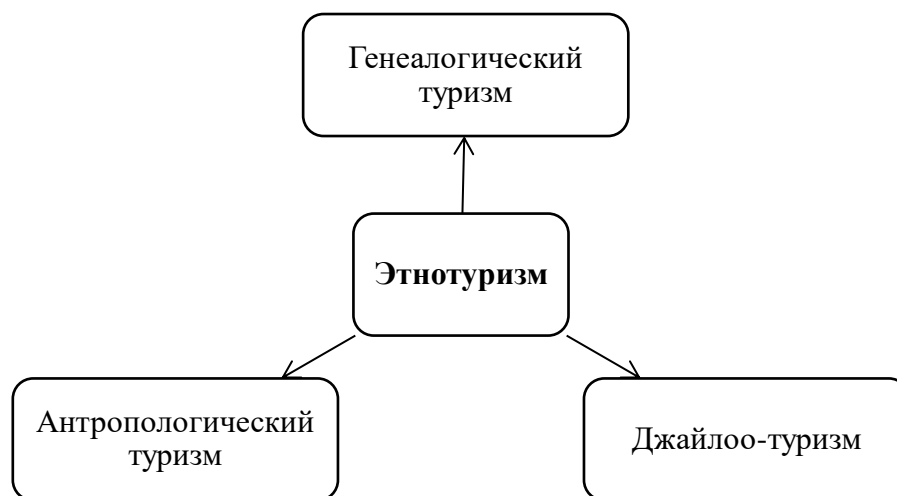 Генеалогический
туризм
Этнотуризм
Антропологический
туризм
Джайлоо-туризм